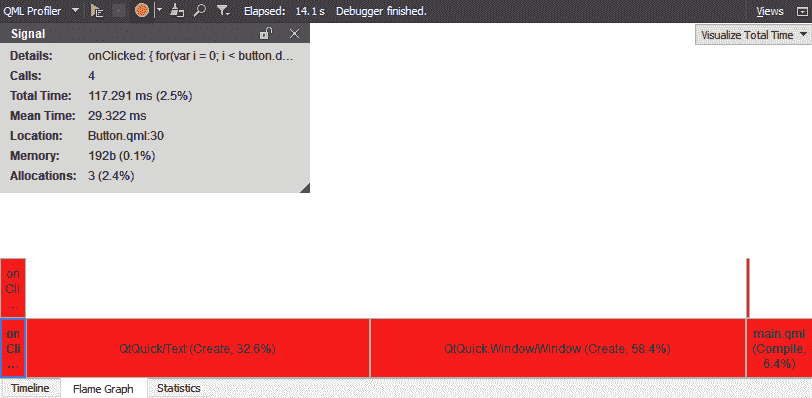 QML Profiler
Elapsed: 14.1 s
Debugger finished.
Views
Signal
Visualize Total Time
Details: onClicked: { for(var i = 0; i < button.d...
Calls: 4
Total Time: 117.291 ms (2.5%)
Mean Time: 29.322 ms
Location: Button.qml:30
Memory: 192b (0.1%)
Allocations: 3 (2.4%)
on
Cli
...
on
Cli
...
QtQuick/Text (Create, 32.6%)
QtQuick.Window/Window (Create, 58.4%)
main.qml
(Compile,
6.4%)
Timeline
Flame Graph
Statistics